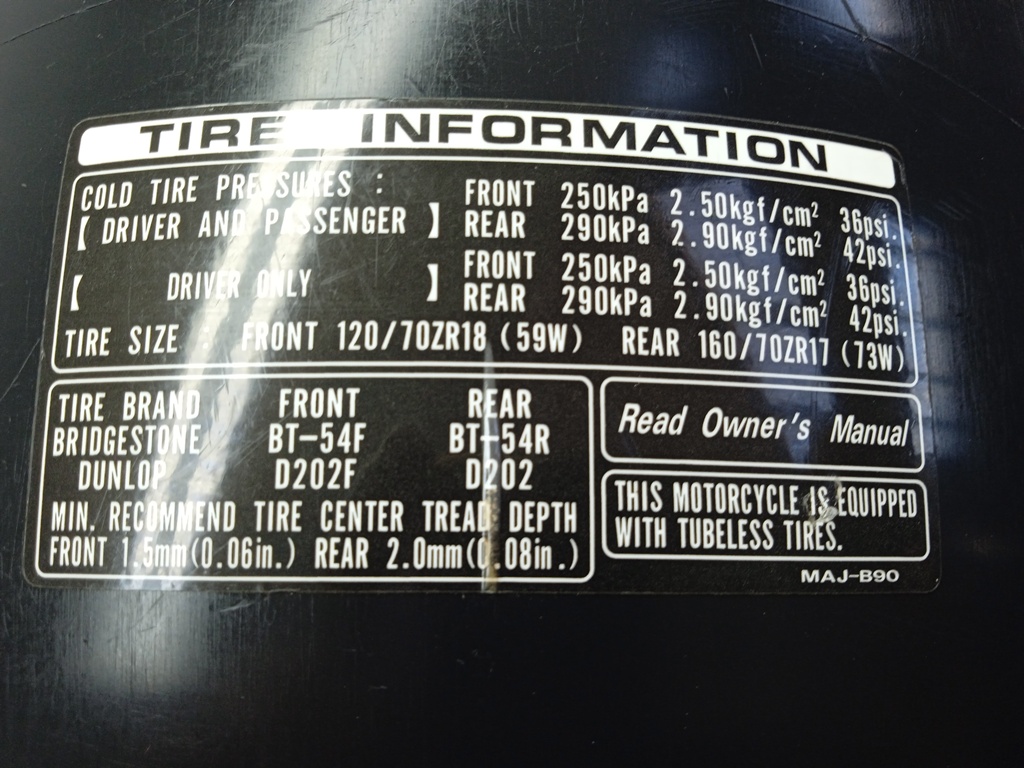 TIRE INFORMATION
COLD TIRE PRESSURES : FRONT 250kPa 2.50kgf/cm² 36psi.
【 DRIVER AND PASSENGER 】 REAR 290kPa 2.90kgf/cm² 42psi.
【 DRIVER ONLY 】 FRONT 250kPa 2.50kgf/cm² 36psi.
REAR 290kPa 2.90kgf/cm² 42psi.
TIRE SIZE : FRONT 120/70ZR18 (59W) REAR 160/70ZR17 (73W)
TIRE BRAND FRONT REAR
BRIDGESTONE BT-54F BT-54R
DUNLOP D202F D202
MIN. RECOMMEND TIRE CENTER TREAD DEPTH
FRONT 1.5mm(0.06in.) REAR 2.0mm(0.08in.)
Read Owner's Manual
THIS MOTORCYCLE IS EQUIPPED
WITH TUBELESS TIRES.
MAJ-B90